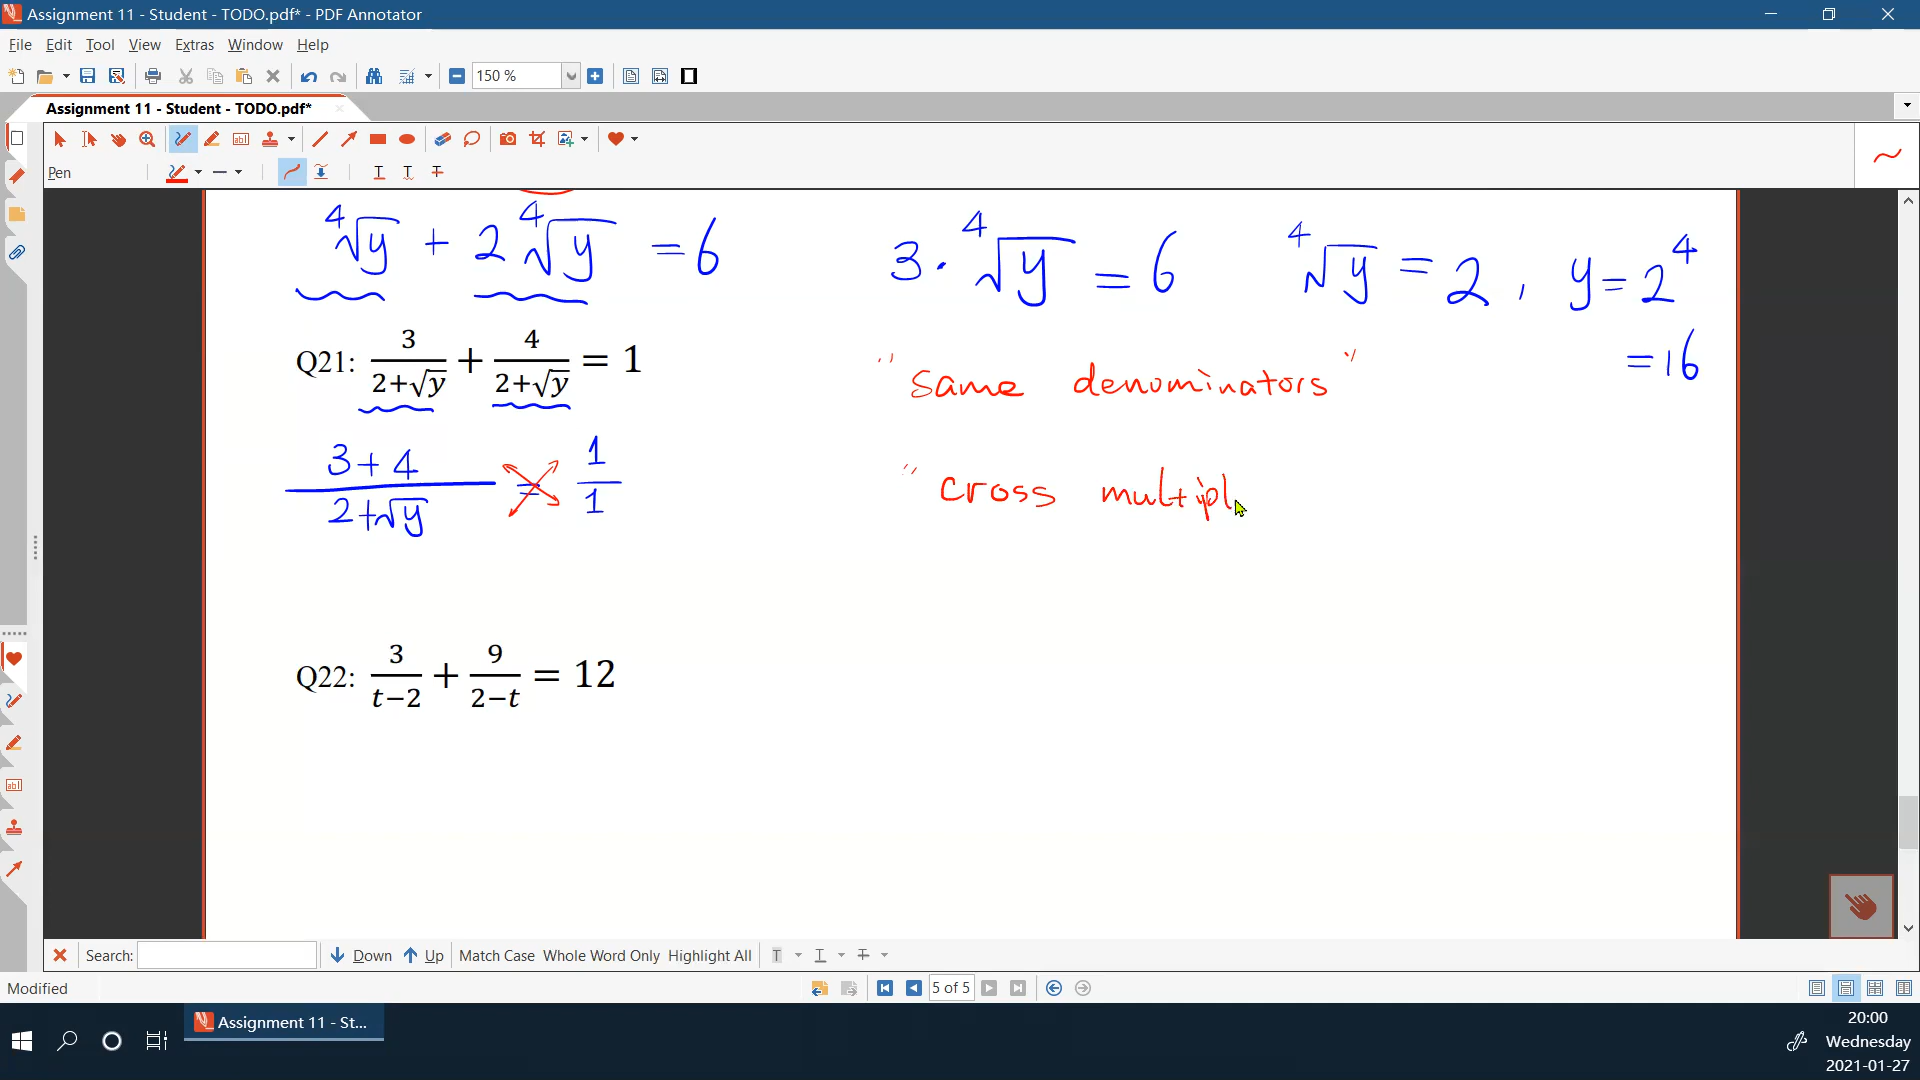 Assignment 11 - Student - TODO.pdf* - PDF Annotator
File Edit Tool View Extras Window Help
150 %
Assignment 11 - Student - TODO.pdf*
Pen
⁴√y + 2 ⁴√y = 6 3 · ⁴√y = 6 ⁴√y = 2 , y = 2⁴
= 16
Q21: 3/(2+√y) + 4/(2+√y) = 1 "Same denominators"
(3+4)/(2+√y) = 1/1 "Cross multipl
Q22: 3/(t−2) + 9/(2−t) = 12
Search: Down Up Match Case Whole Word Only Highlight All
Modified 5 of 5
Assignment 11 - St...
20:00
Wednesday
2021-01-27